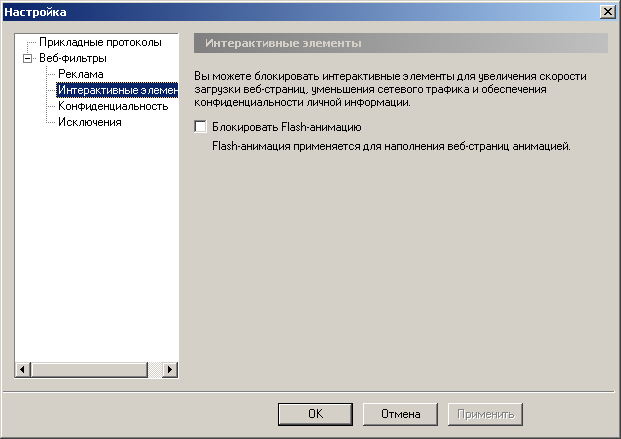 Настройка
Прикладные протоколы
Веб-фильтры
Реклама
Интерактивные элемен
Конфиденциальность
Исключения
Интерактивные элементы
Вы можете блокировать интерактивные элементы для увеличения скорости
загрузки веб-страниц, уменьшения сетевого трафика и обеспечения
конфиденциальности личной информации.
Блокировать Flash-анимацию
Flash-анимация применяется для наполнения веб-страниц анимацией.
OK
Отмена
Применить